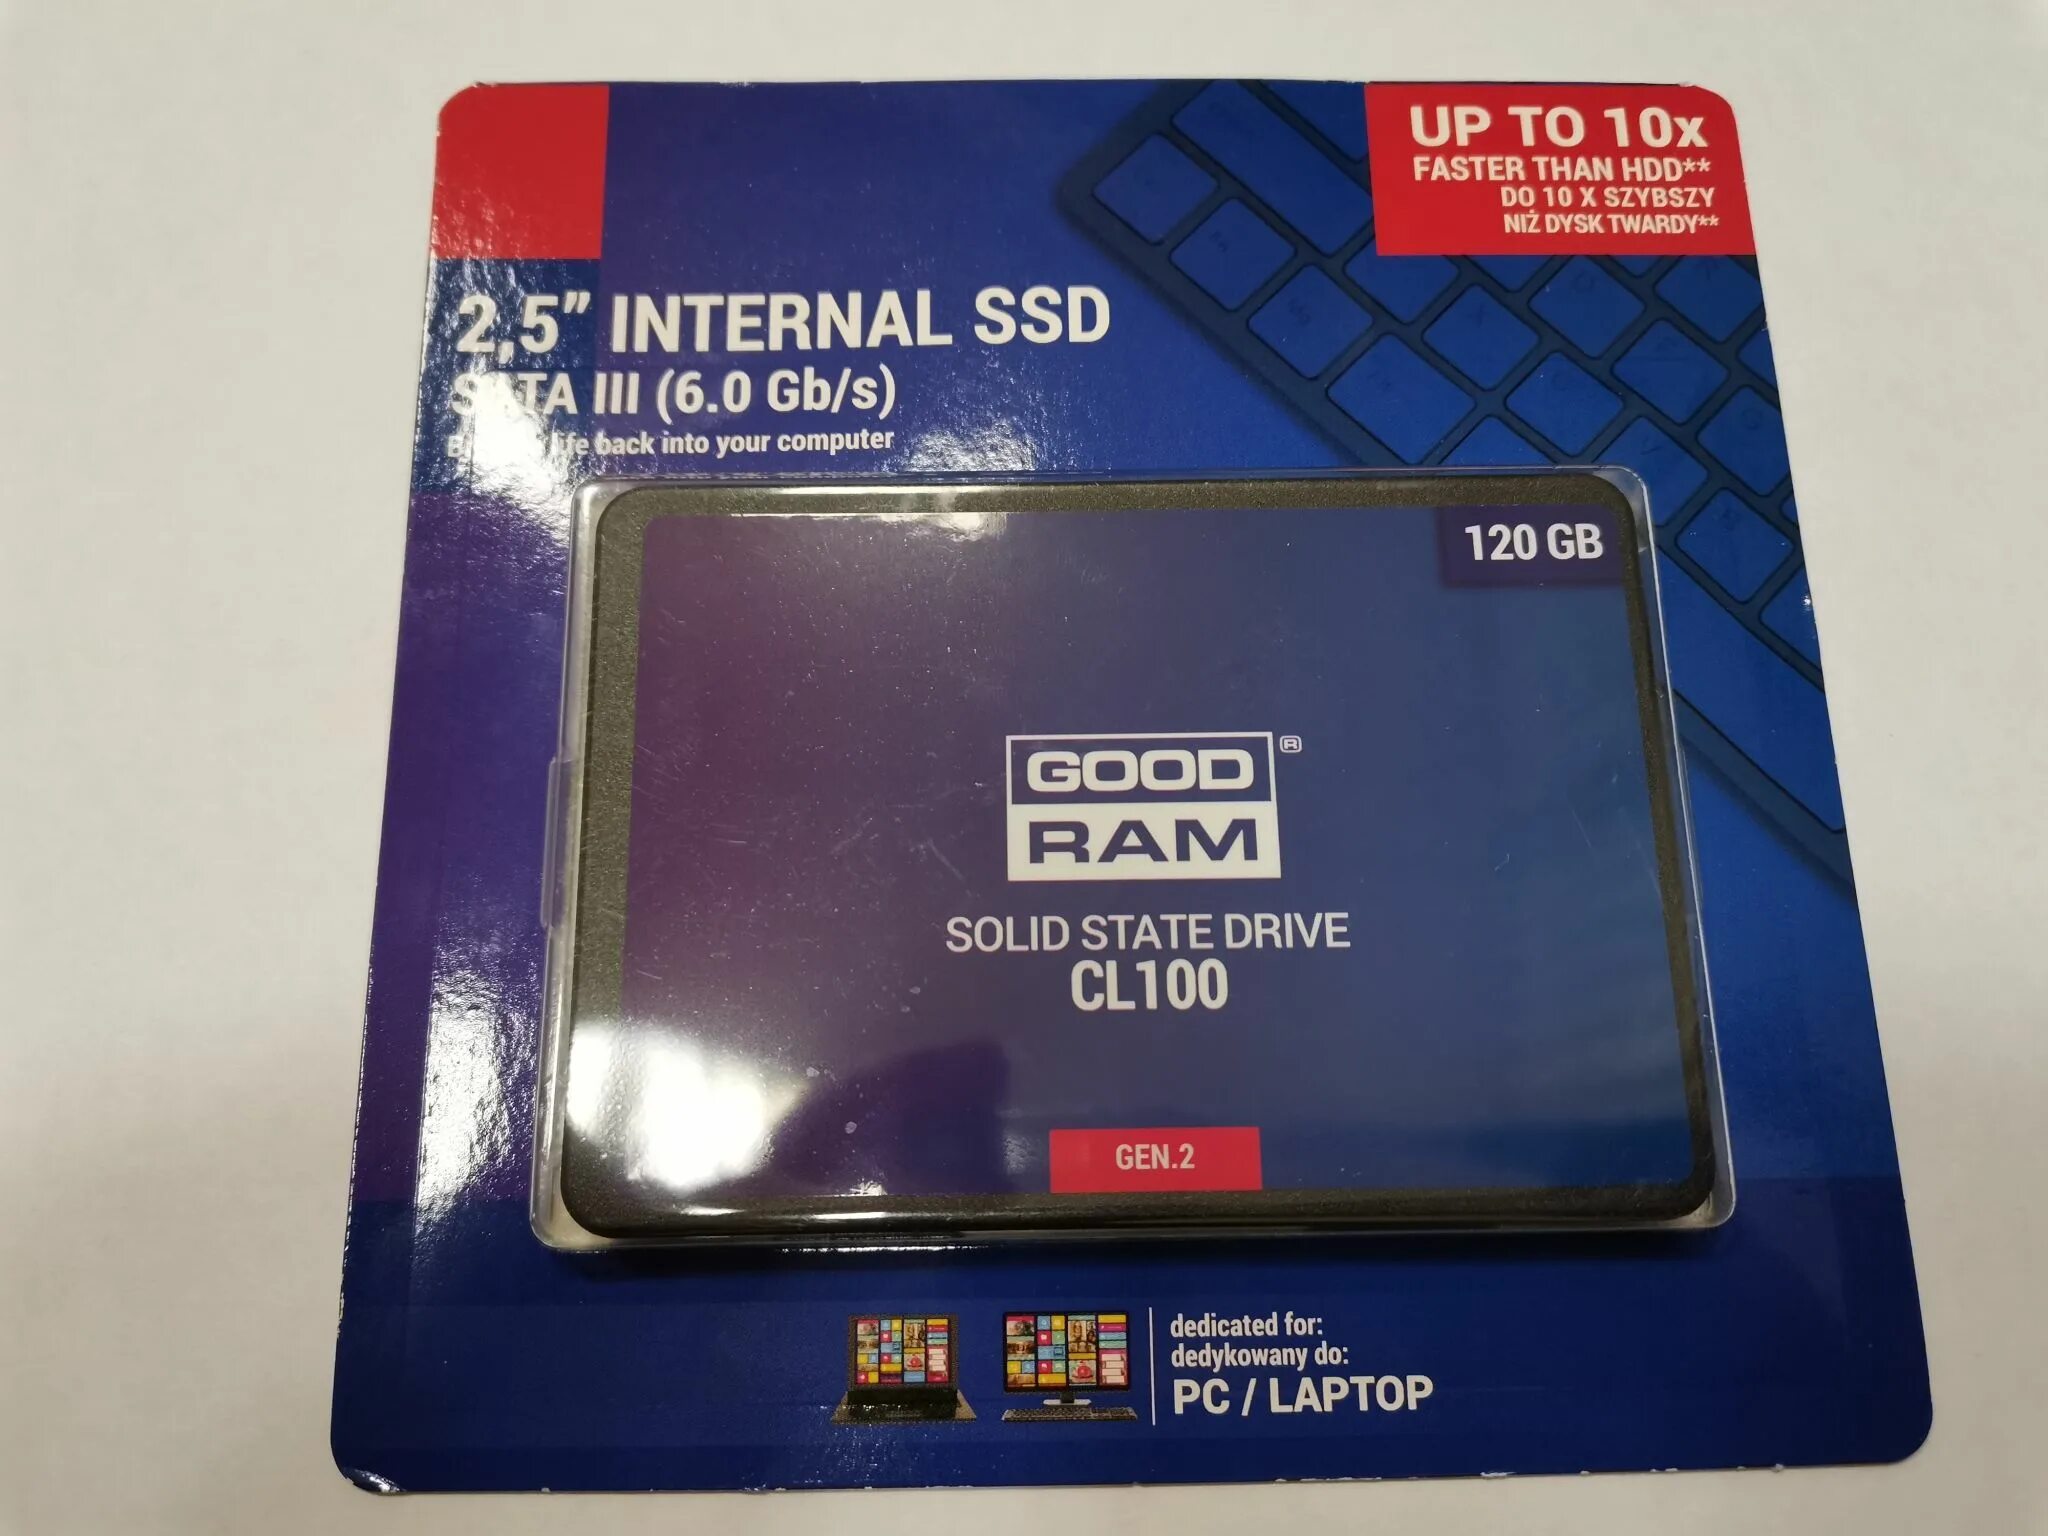 UP TO 10x
FASTER THAN HDD**
DO 10 X SZYBSZY
NIŻ DYSK TWARDY**
2,5" INTERNAL SSD
SATA III (6.0 Gb/s)
life back into your computer
120 GB
GOOD®
RAM
SOLID STATE DRIVE
CL100
GEN.2
dedicated for:
dedykowany do:
PC / LAPTOP